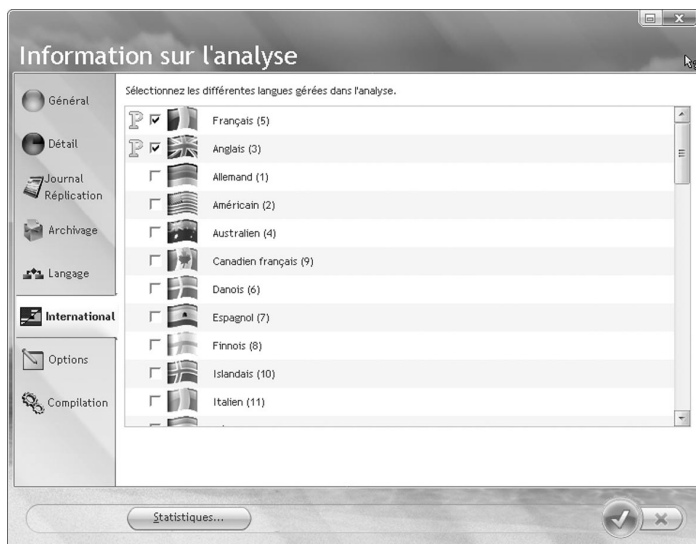 Information sur l'analyse
Général
Détail
Journal
Réplication
Archivage
Langage
International
Options
Compilation
Sélectionnez les différentes langues gérées dans l'analyse.
P Français (5)
P Anglais (3)
Allemand (1)
Américain (2)
Australien (4)
Canadien français (9)
Danois (6)
Espagnol (7)
Finnois (8)
Islandais (10)
Italien (11)
Statistiques...